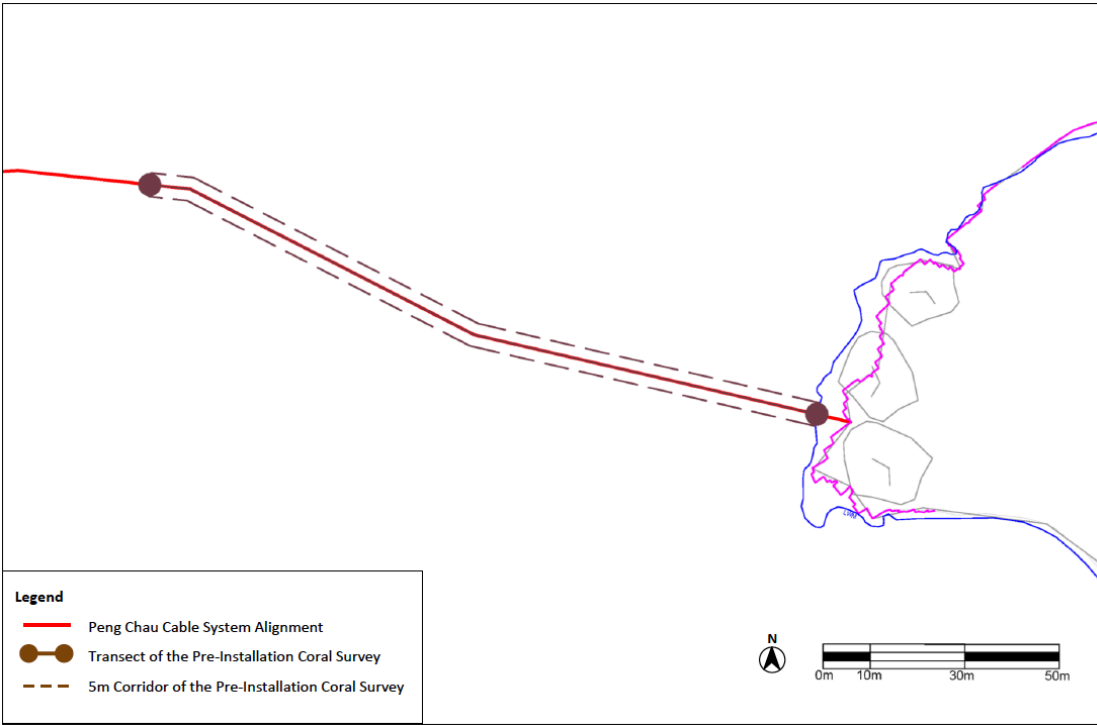 Legend
Peng Chau Cable System Alignment
Transect of the Pre-Installation Coral Survey
5m Corridor of the Pre-Installation Coral Survey
N
0m 10m 30m 50m